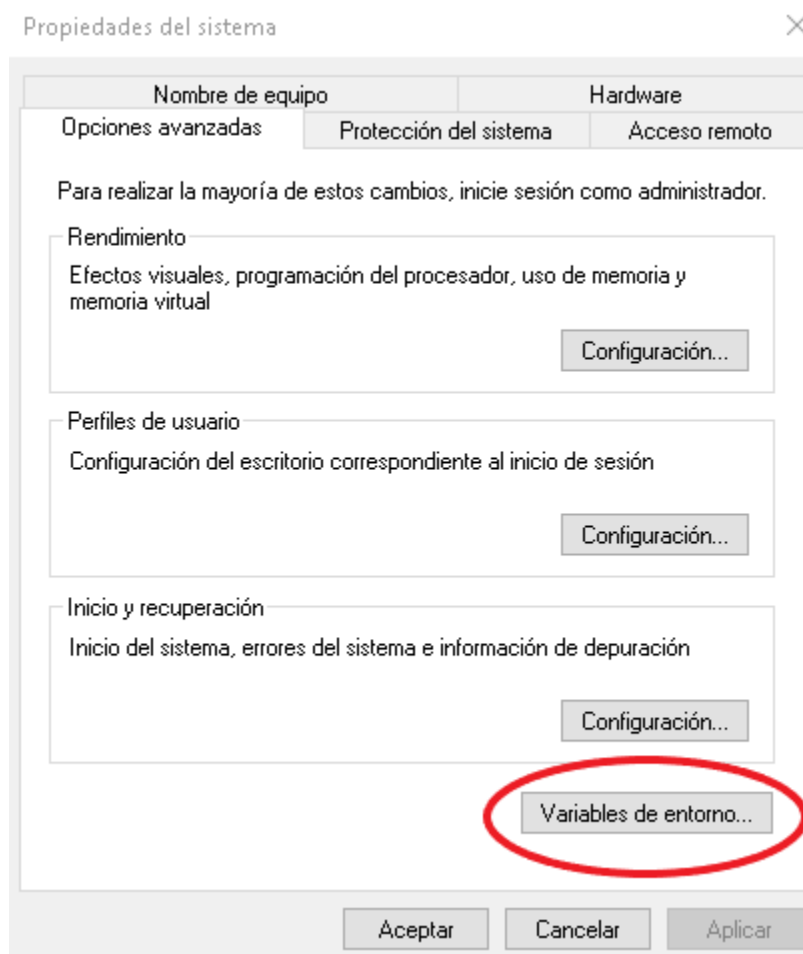 Propiedades del sistema
Nombre de equipo
Hardware
Opciones avanzadas
Protección del sistema
Acceso remoto
Para realizar la mayoría de estos cambios, inicie sesión como administrador.
Rendimiento
Efectos visuales, programación del procesador, uso de memoria y
memoria virtual
Configuración...
Perfiles de usuario
Configuración del escritorio correspondiente al inicio de sesión
Configuración...
Inicio y recuperación
Inicio del sistema, errores del sistema e información de depuración
Configuración...
Variables de entorno...
Aceptar
Cancelar
Aplicar